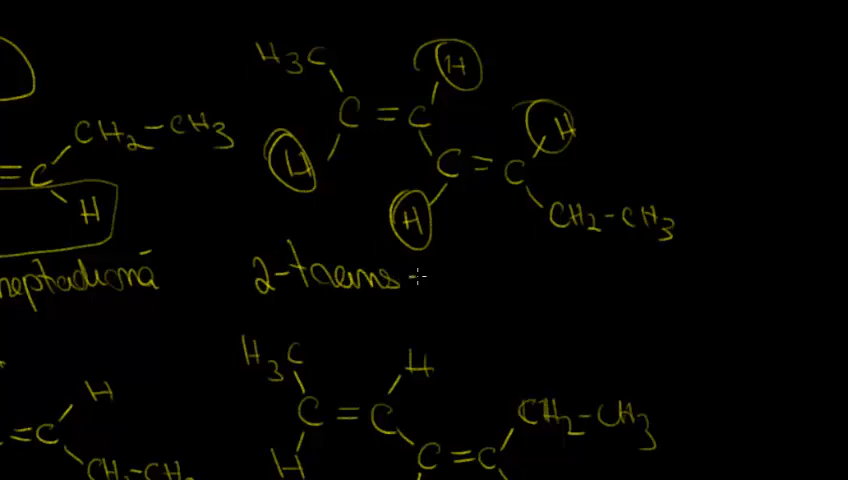 H3C H
C = C H
CH2-CH3 H C = C
= C H CH2-CH3
H
2-trans -
H3C H
H C = C CH2-CH3
= C H C = C
CH2-CH3